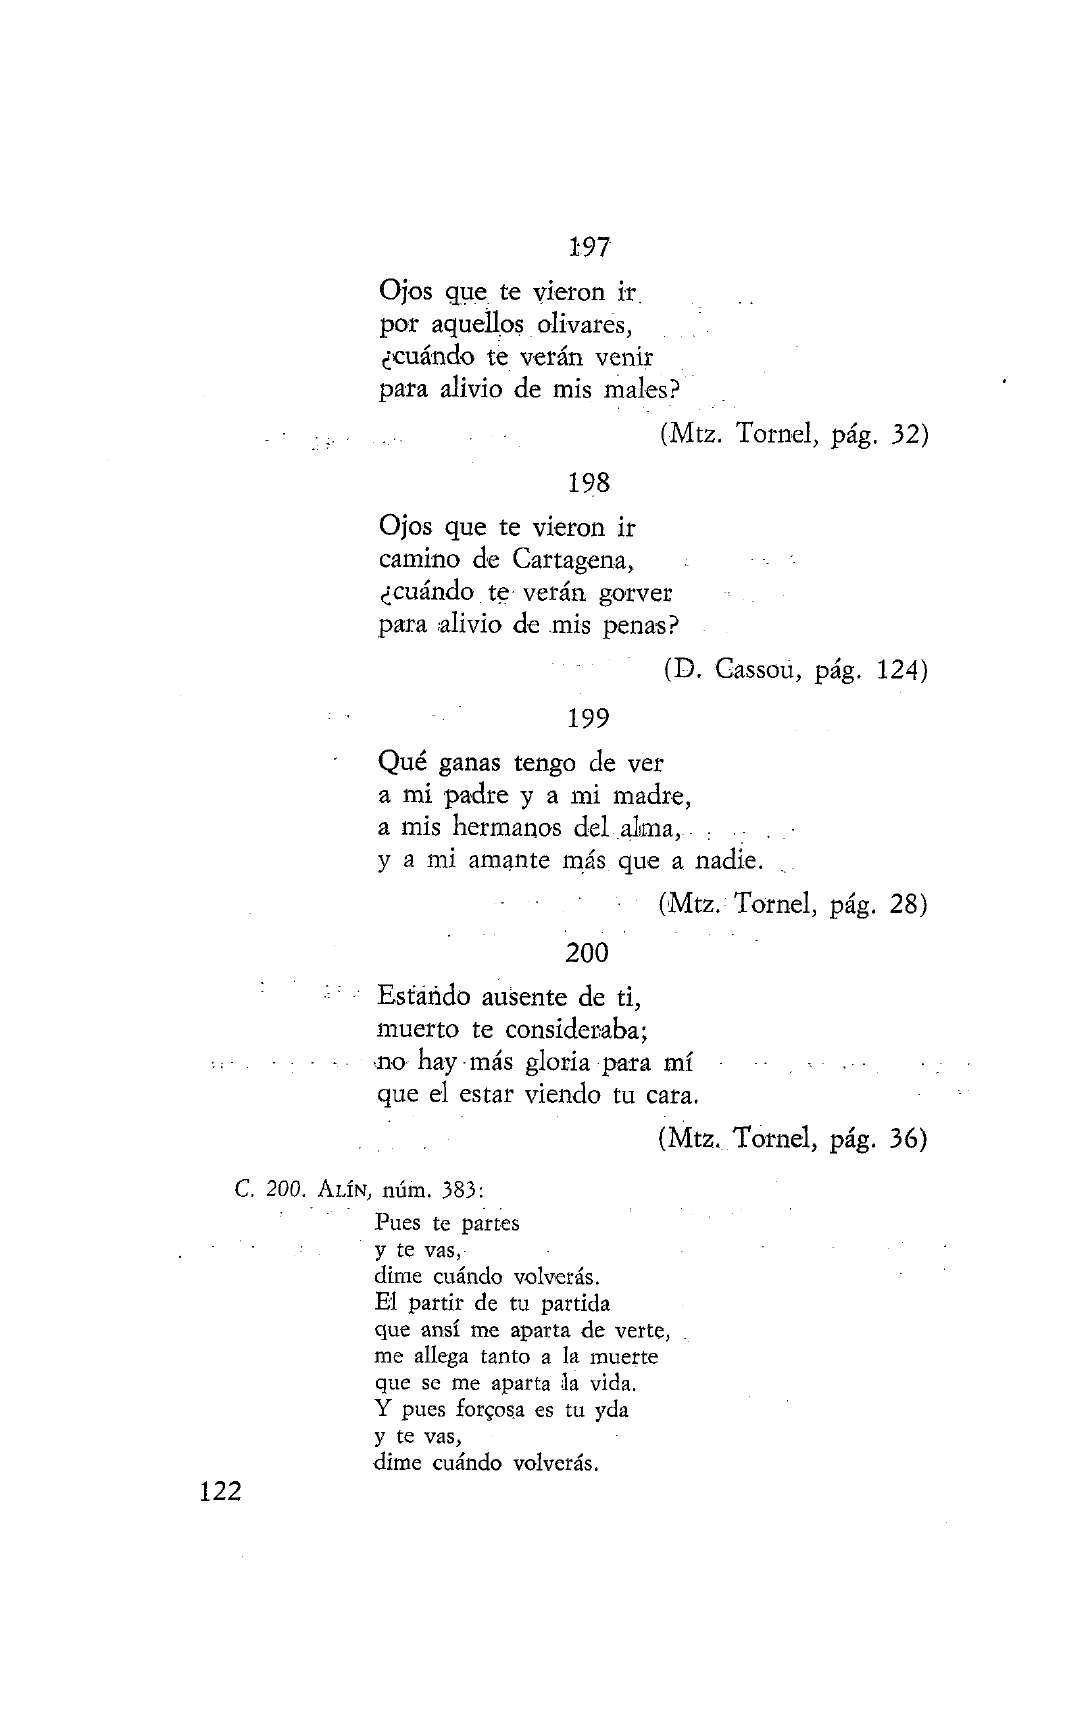 197
Ojos que te vieron ir
por aquellos olivares,
¿cuándo te verán venir
para alivio de mis males?
(Mtz. Tornel, pág. 32)
198
Ojos que te vieron ir
camino de Cartagena,
¿cuándo te verán gorver
para alivio de mis penas?
(D. Cassou, pág. 124)
199
Qué ganas tengo de ver
a mi padre y a mi madre,
a mis hermanos del alma,
y a mi amante más que a nadie.
(Mtz. Tornel, pág. 28)
200
Estando ausente de ti,
muerto te consideraba;
no hay más gloria para mí
que el estar viendo tu cara.
(Mtz. Tornel, pág. 36)
C. 200. ALÍN, núm. 383:
Pues te partes
y te vas,
dime cuándo volverás.
El partir de tu partida
que ansí me aparta de verte,
me allega tanto a la muerte
que se me aparta la vida.
Y pues forçosa es tu yda
y te vas,
dime cuándo volverás.
122